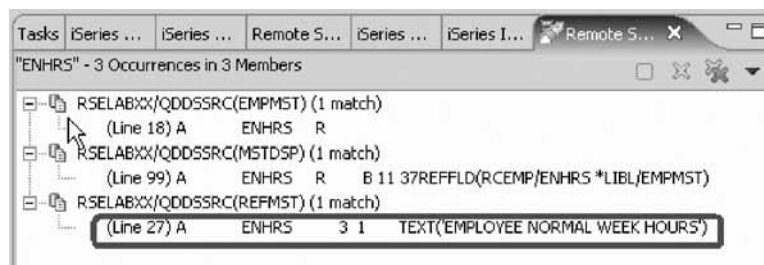 Tasks iSeries ... iSeries ... Remote S... iSeries ... iSeries I... Remote S...
"ENHRS" - 3 Occurrences in 3 Members
RSELABXX/QDDSSRC(EMPMST) (1 match)
(Line 18) A ENHRS R
RSELABXX/QDDSSRC(MSTDSP) (1 match)
(Line 99) A ENHRS R B 11 37REFFLD(RCEMP/ENHRS *LIBL/EMPMST)
RSELABXX/QDDSSRC(REFMST) (1 match)
(Line 27) A ENHRS 3 1 TEXT('EMPLOYEE NORMAL WEEK HOURS')